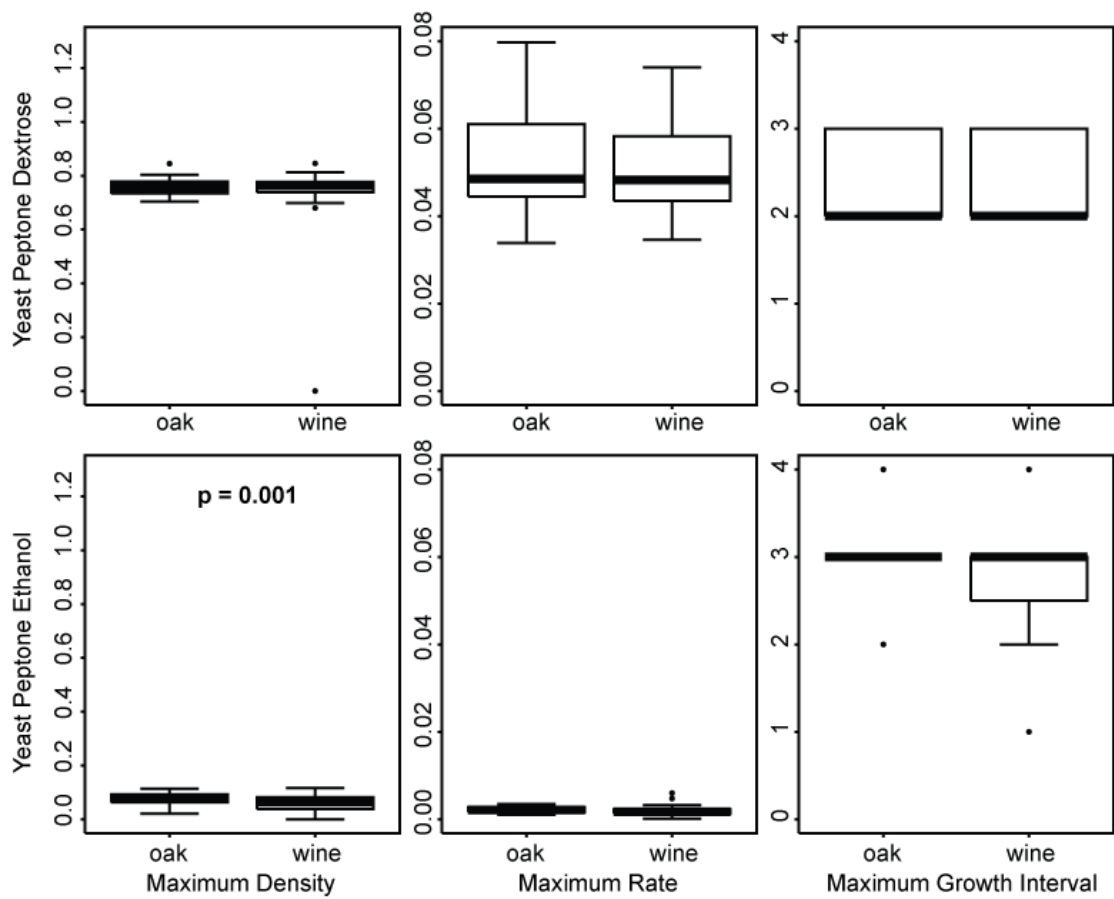 Yeast Peptone Dextrose
0.0 0.2 0.4 0.6 0.8 1.0 1.2
oak wine
0.00 0.02 0.04 0.06 0.08
oak wine
0 1 2 3 4
oak wine
Yeast Peptone Ethanol
0.0 0.2 0.4 0.6 0.8 1.0 1.2
p = 0.001
oak wine
Maximum Density
0.00 0.02 0.04 0.06 0.08
oak wine
Maximum Rate
0 1 2 3 4
oak wine
Maximum Growth Interval